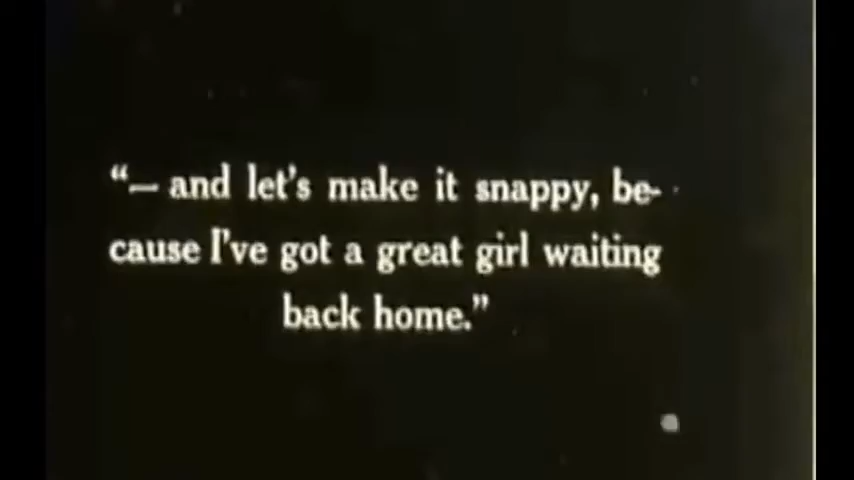 “— and let's make it snappy, be-
cause I've got a great girl waiting
back home.”